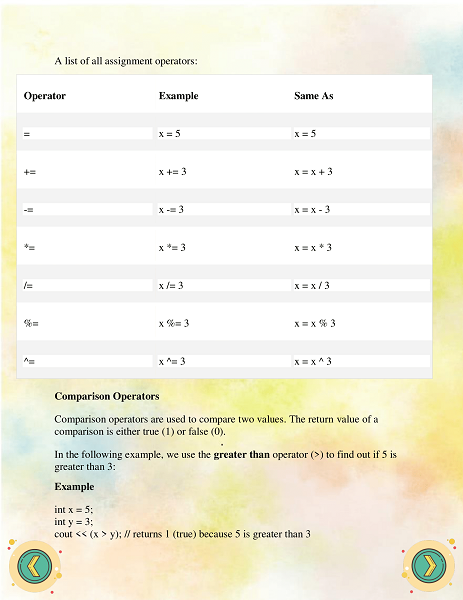 A list of all assignment operators:
Operator Example Same As
= x = 5 x = 5
+= x += 3 x = x + 3
-= x -= 3 x = x - 3
*= x *= 3 x = x * 3
/= x /= 3 x = x / 3
%= x %= 3 x = x % 3
^= x ^= 3 x = x ^ 3
Comparison Operators
Comparison operators are used to compare two values. The return value of a
comparison is either true (1) or false (0).
In the following example, we use the greater than operator (>) to find out if 5 is
greater than 3:
Example
int x = 5;
int y = 3;
cout << (x > y); // returns 1 (true) because 5 is greater than 3